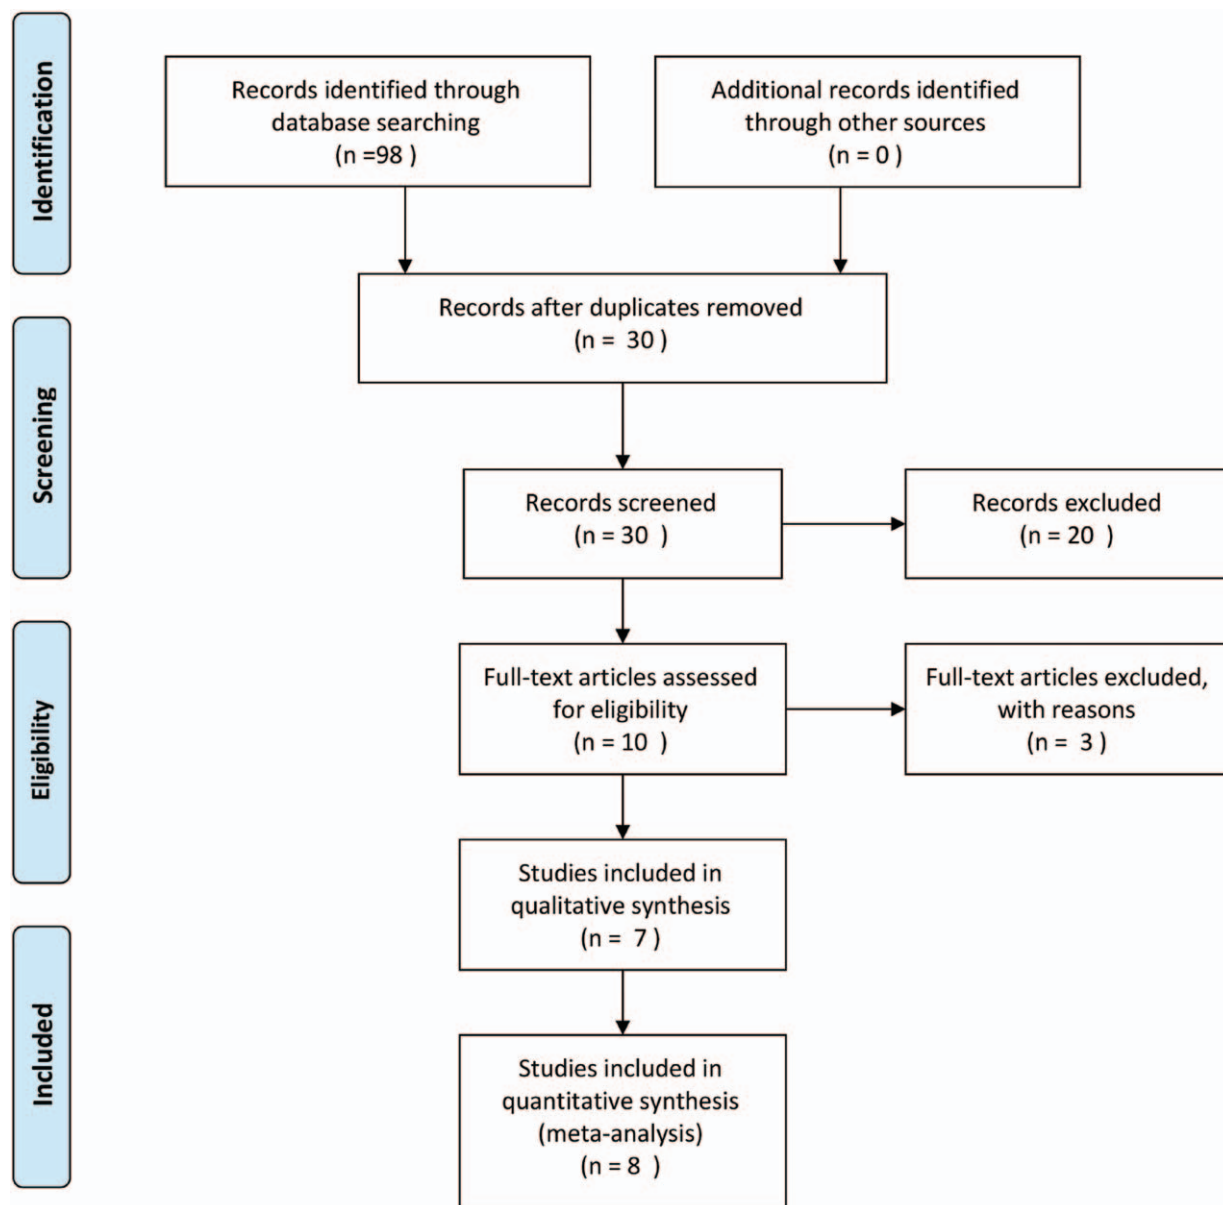 Identification
Records identified through
database searching
(n =98 )
Additional records identified
through other sources
(n = 0 )
Records after duplicates removed
(n = 30 )
Screening
Records screened
(n = 30 )
Records excluded
(n = 20 )
Eligibility
Full-text articles assessed
for eligibility
(n = 10 )
Full-text articles excluded,
with reasons
(n = 3 )
Studies included in
qualitative synthesis
(n = 7 )
Included
Studies included in
quantitative synthesis
(meta-analysis)
(n = 8 )